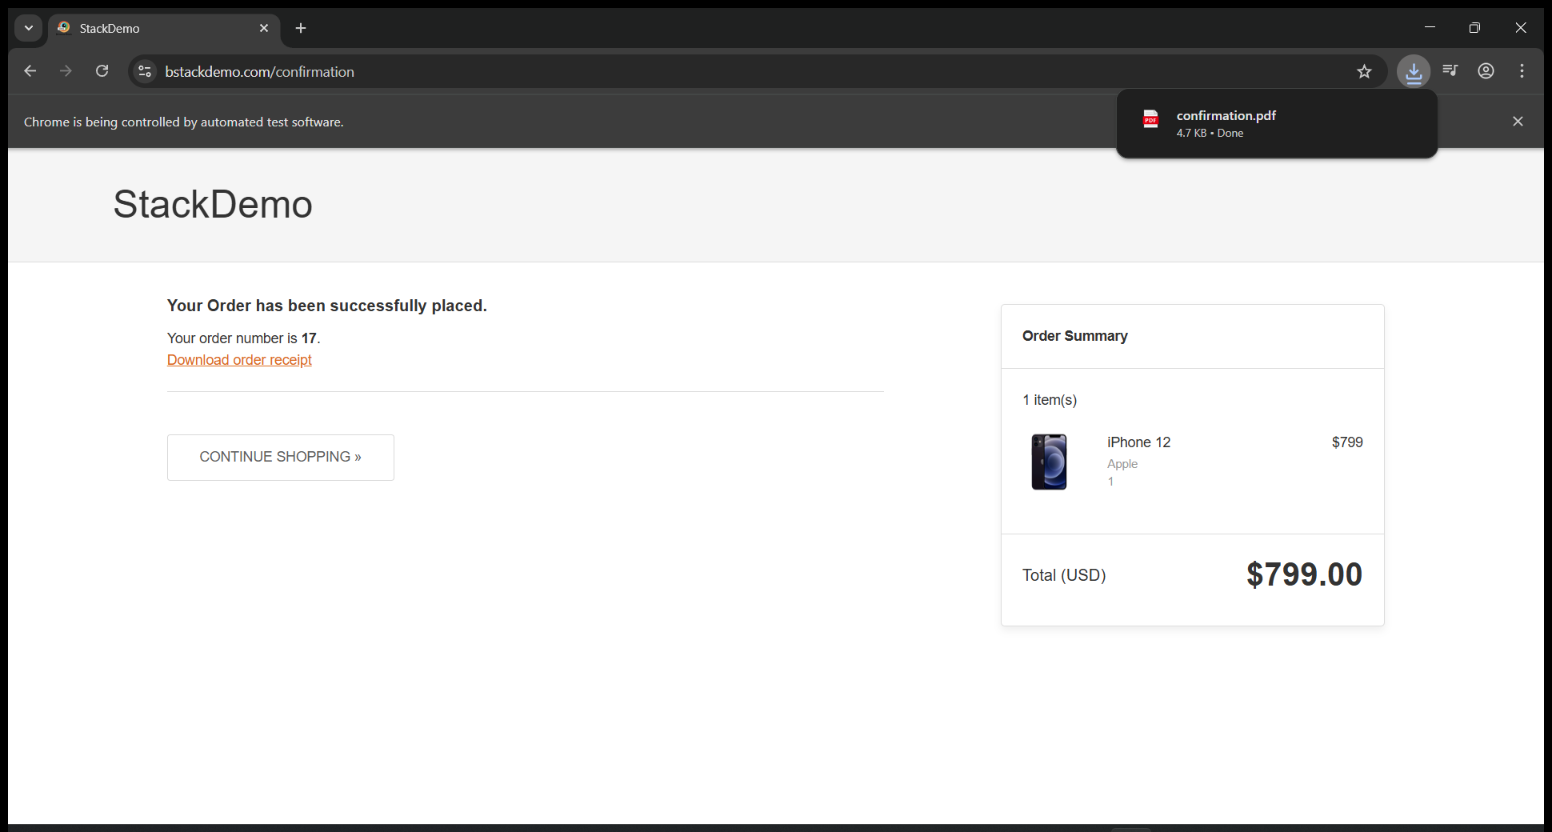 StackDemo
bstackdemo.com/confirmation
Chrome is being controlled by automated test software.
PDF
confirmation.pdf
4.7 KB • Done
StackDemo
Your Order has been successfully placed.
Your order number is 17.
Download order receipt
CONTINUE SHOPPING »
Order Summary
1 item(s)
iPhone 12 $799
Apple
1
Total (USD) $799.00